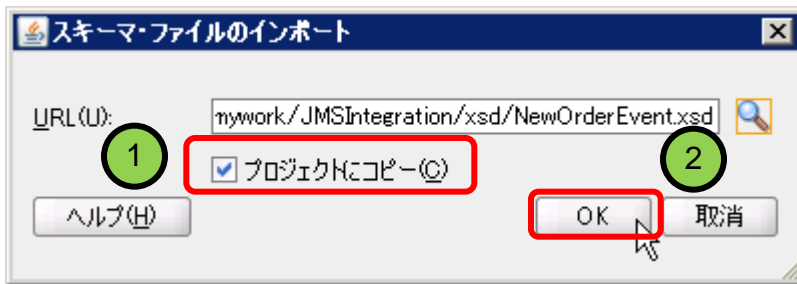 スキーマ・ファイルのインポート
URL(U): mywork/JMSIntegration/xsd/NewOrderEvent.xsd
1
プロジェクトにコピー(C)
2
ヘルプ(H) OK 取消